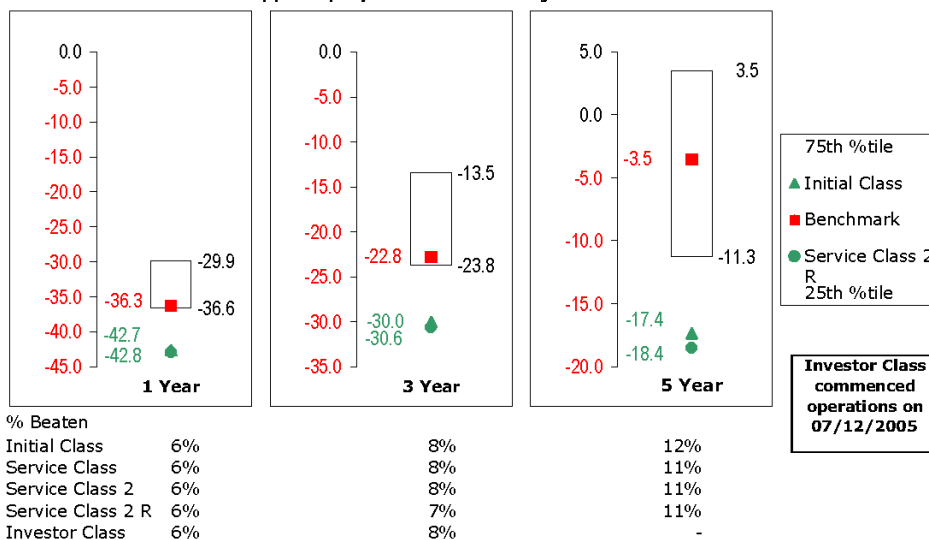 0.0
-5.0
-10.0
-15.0
-20.0
-25.0
-30.0
-35.0
-40.0
-45.0
-29.9
-36.3
-36.6
-42.7
-42.8
1 Year
0.0
-5.0
-10.0
-15.0
-20.0
-25.0
-30.0
-35.0
-13.5
-22.8
-23.8
-30.0
-30.6
3 Year
5.0
0.0
-5.0
-10.0
-15.0
-20.0
3.5
-3.5
-11.3
-17.4
-18.4
5 Year
75th %tile
Initial Class
Benchmark
Service Class 2
R
25th %tile
Investor Class
commenced
operations on
07/12/2005
% Beaten
Initial Class 6% 8% 12%
Service Class 6% 8% 11%
Service Class 2 6% 8% 11%
Service Class 2 R 6% 7% 11%
Investor Class 6% 8% -